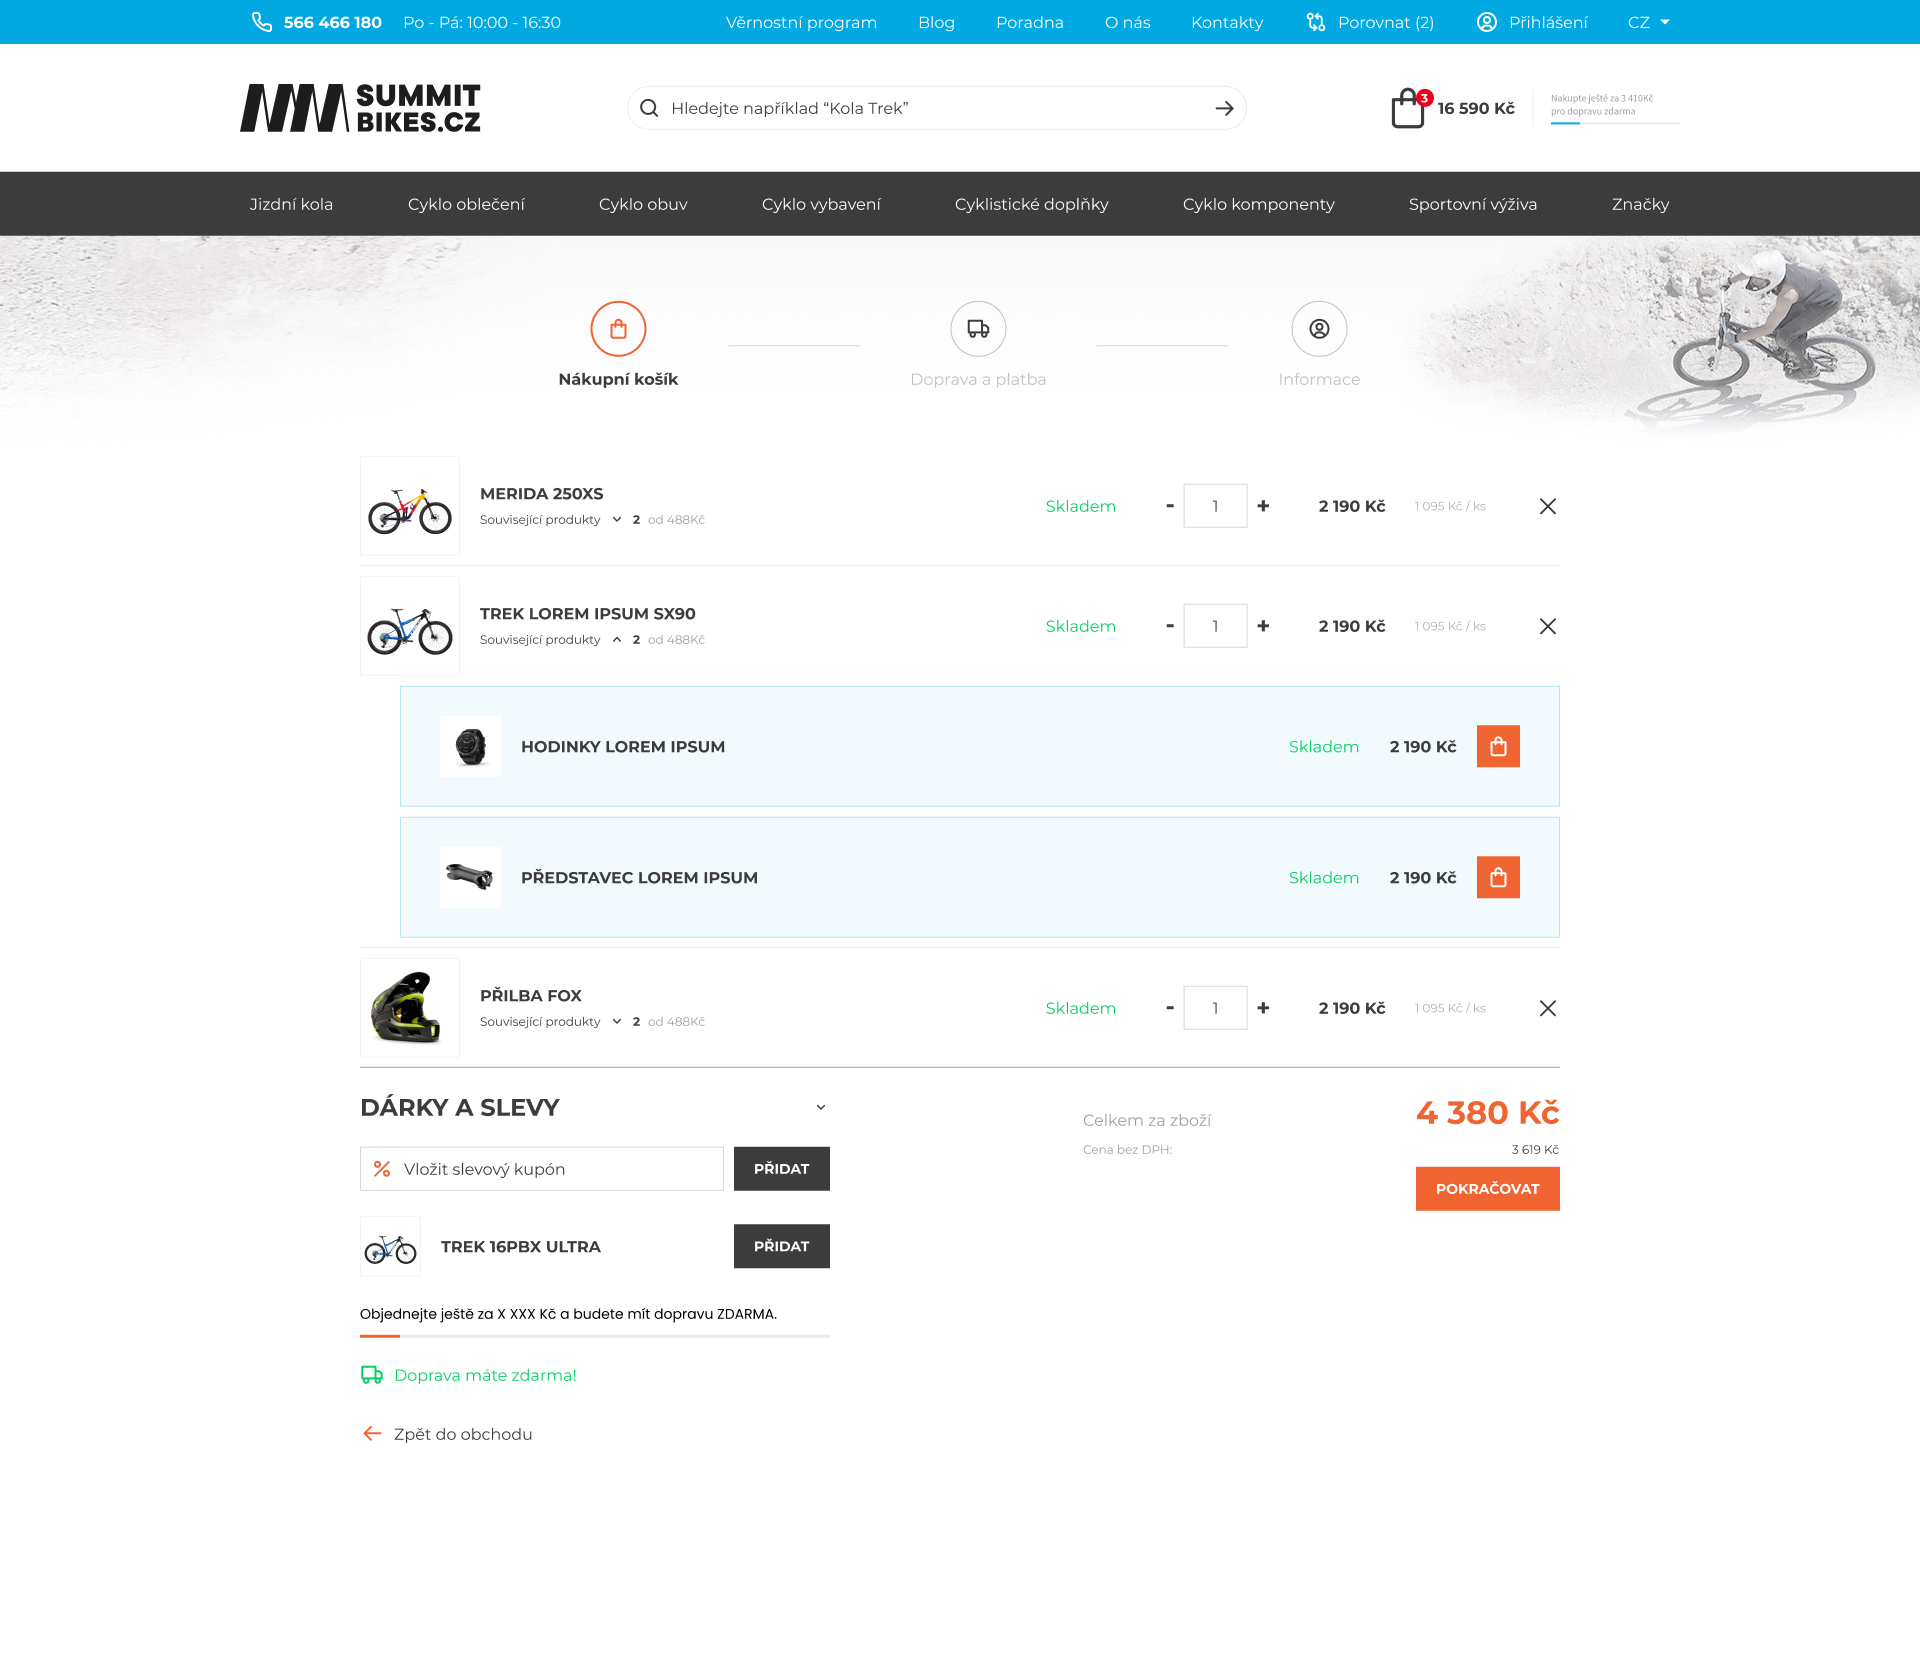 566 466 180 Po - Pá: 10:00 - 16:30 Věrnostní program Blog Poradna O nás Kontakty Porovnat (2) Přihlášení CZ
SUMMIT
BIKES.CZ
Hledejte například “Kola Trek”
3
16 590 Kč
Nakupte ještě za 3 410Kč
pro dopravu zdarma
Jizdní kola Cyklo oblečení Cyklo obuv Cyklo vybavení Cyklistické doplňky Cyklo komponenty Sportovní výživa Značky
Nákupní košík Doprava a platba Informace
MERIDA 250XS
Související produkty 2 od 488Kč
Skladem - 1 + 2 190 Kč 1 095 Kč / ks
TREK LOREM IPSUM SX90
Související produkty 2 od 488Kč
Skladem - 1 + 2 190 Kč 1 095 Kč / ks
HODINKY LOREM IPSUM Skladem 2 190 Kč
PŘEDSTAVEC LOREM IPSUM Skladem 2 190 Kč
PŘILBA FOX
Související produkty 2 od 488Kč
Skladem - 1 + 2 190 Kč 1 095 Kč / ks
DÁRKY A SLEVY
Vložit slevový kupón PŘIDAT
TREK 16PBX ULTRA PŘIDAT
Objednejte ještě za X XXX Kč a budete mít dopravu ZDARMA.
Doprava máte zdarma!
Zpět do obchodu
Celkem za zboží 4 380 Kč
Cena bez DPH: 3 619 Kč
POKRAČOVAT